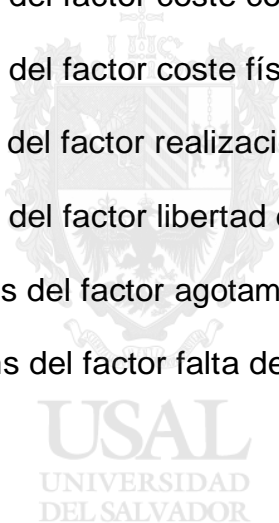 del factor coste
del factor coste
del factor
del factor libertad
del factor
del factor falta
USAL
UNIVERSIDAD
DEL SALVADOR